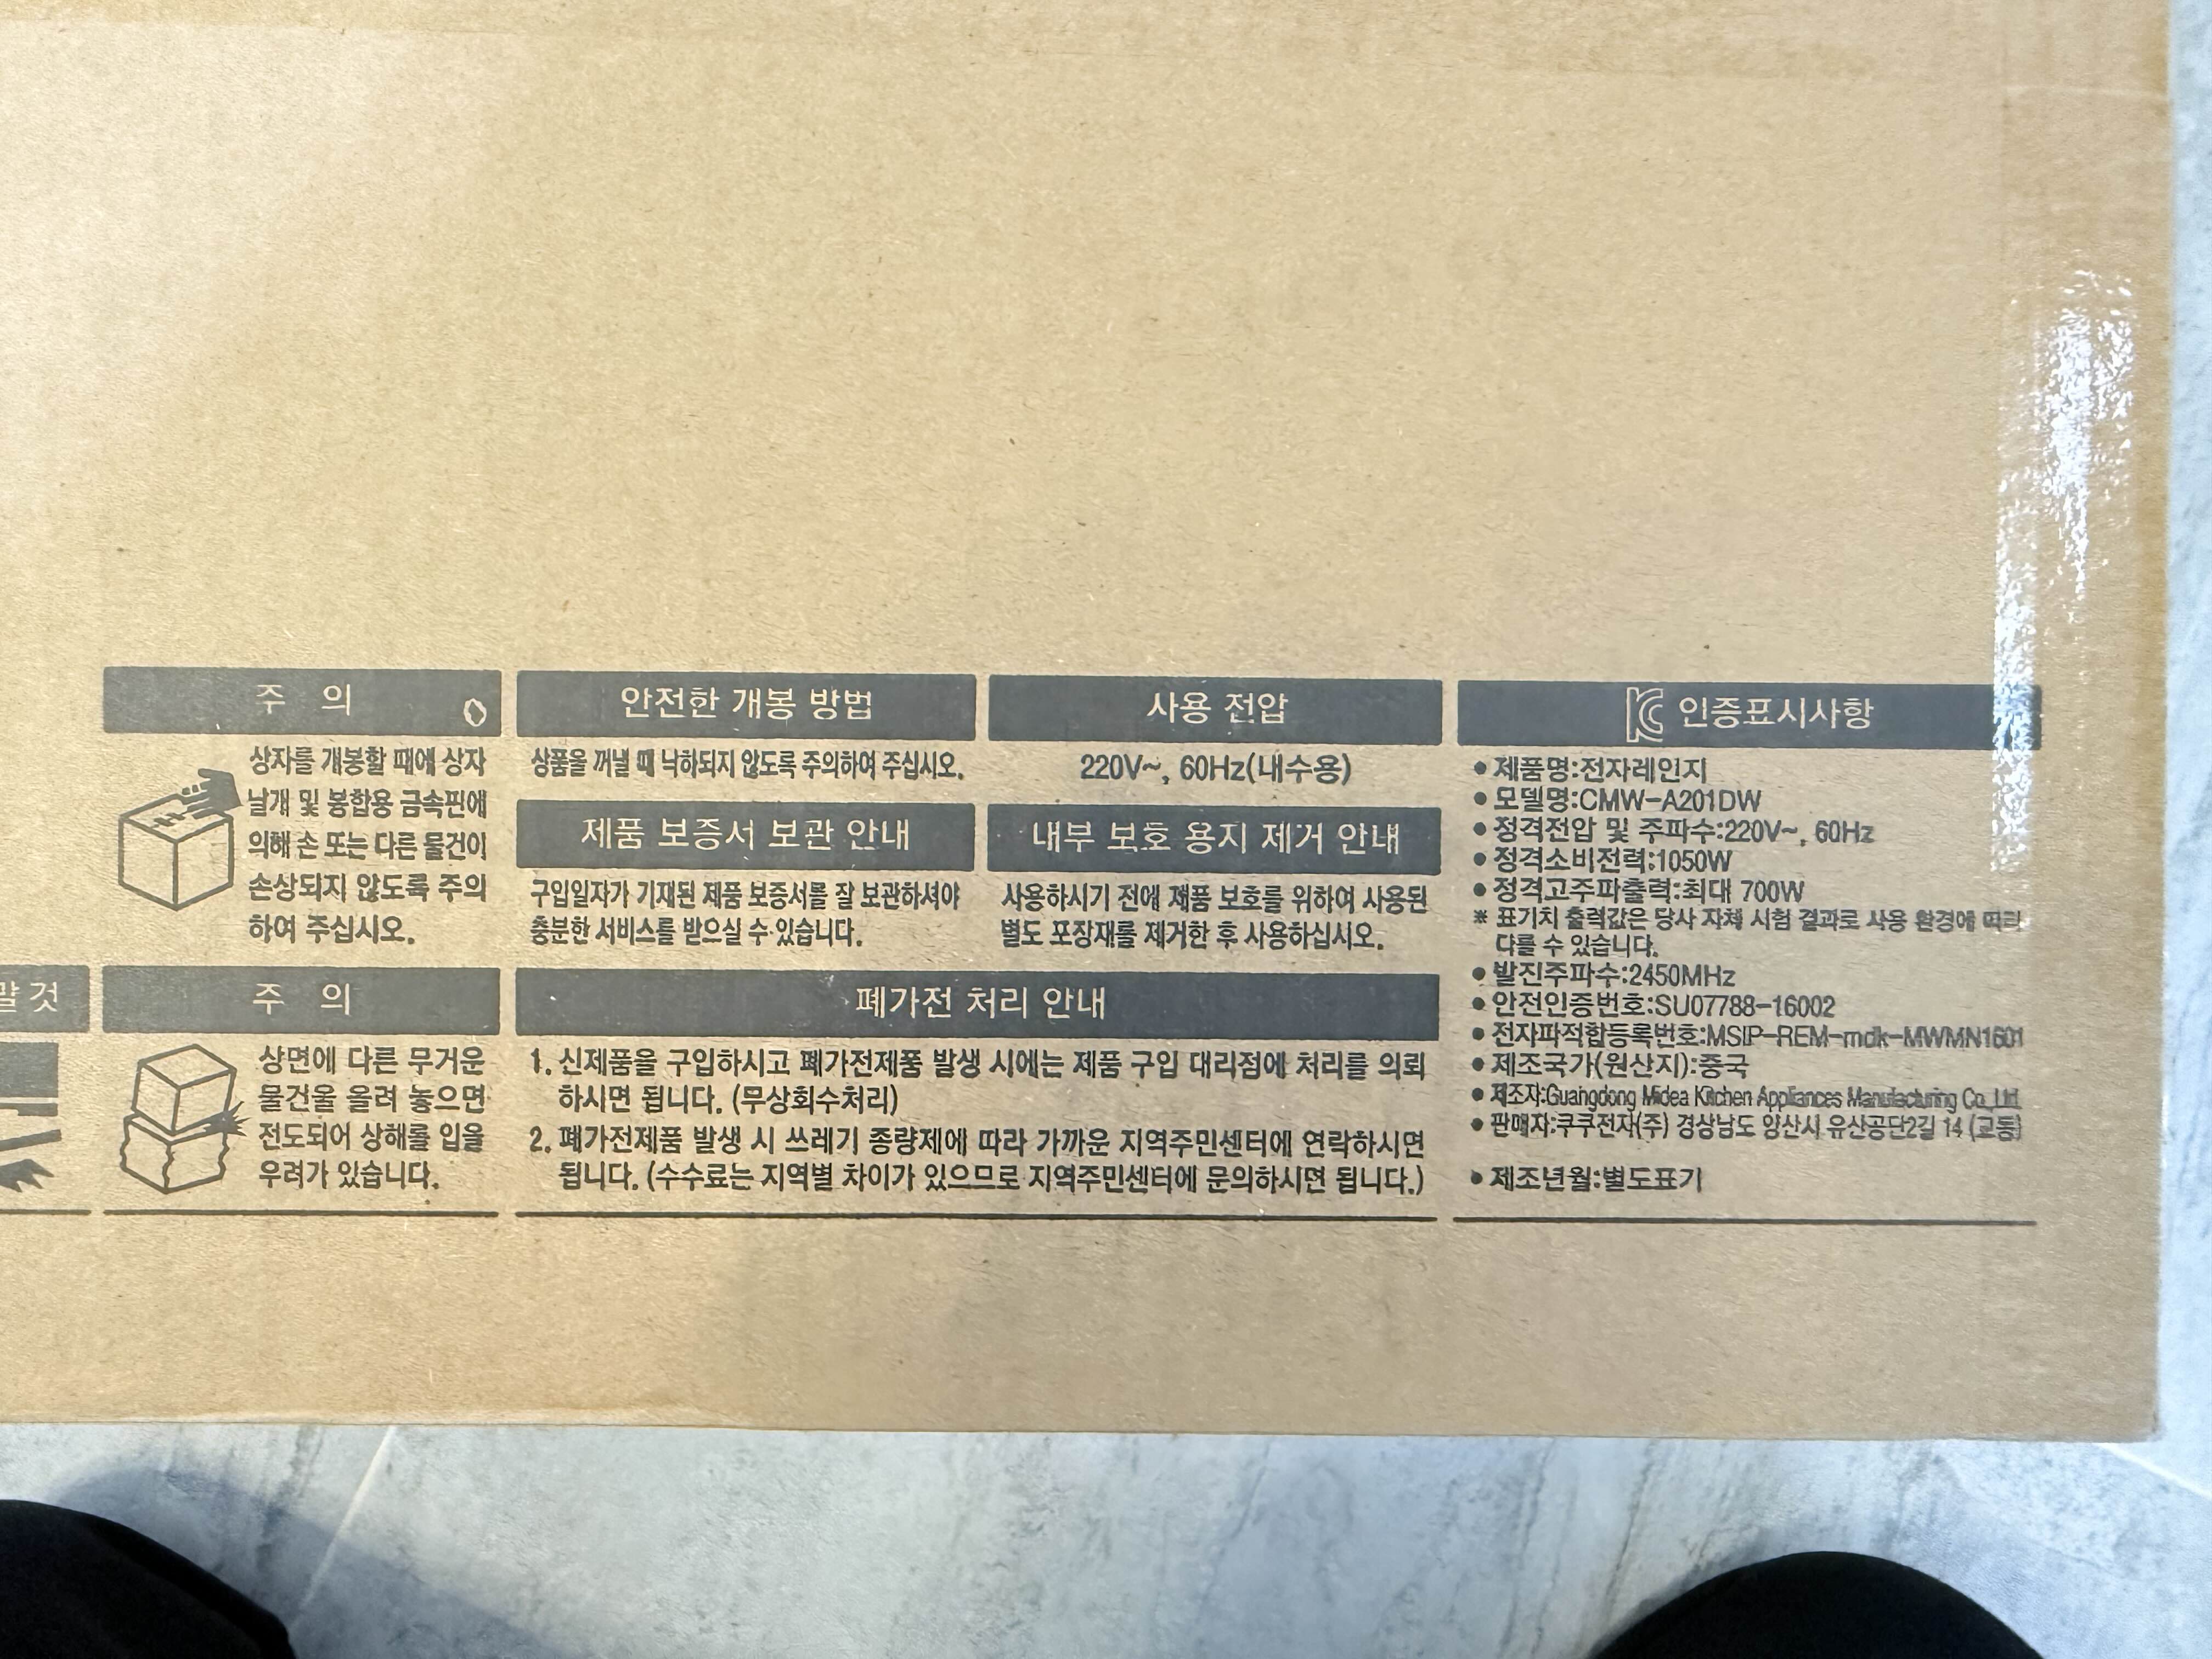 주 의
상자를 개봉할 때에 상자
날개 및 봉합용 금속핀에
의해 손 또는 다른 물건이
손상되지 않도록 주의
하여 주십시오.
안전한 개봉 방법
상품을 꺼낼 때 낙하되지 않도록 주의하여 주십시오.
사용 전압
220V~, 60Hz(내수용)
제품 보증서 보관 안내
구입일자가 기재된 제품 보증서를 잘 보관하셔야
충분한 서비스를 받으실 수 있습니다.
내부 보호 용지 제거 안내
사용하시기 전에 제품 보호를 위하여 사용된
별도 포장재를 제거한 후 사용하십시오.
KC 인증표시사항
• 제품명:전자레인지
• 모델명:CMW-A201DW
• 정격전압 및 주파수:220V~, 60Hz
• 정격소비전력:1050W
• 정격고주파출력:최대 700W
※ 표기치 출력값은 당사 자체 시험 결과로 사용 환경에 따라
다를 수 있습니다.
• 발진주파수:2450MHz
• 안전인증번호:SU07788-16002
• 전자파적합등록번호:MSIP-REM-mdk-MWMN1601
• 제조국가(원산지):중국
• 제조자:Guangdong Midea Kitchen Appliances Manufacturing Co.,Ltd.
• 판매자:쿠쿠전자(주) 경상남도 양산시 유산공단2길 14 (교동)
• 제조년월:별도표기
말 것
주 의
상면에 다른 무거운
물건을 올려 놓으면
전도되어 상해를 입을
우려가 있습니다.
폐가전 처리 안내
1. 신제품을 구입하시고 폐가전제품 발생 시에는 제품 구입 대리점에 처리를 의뢰
하시면 됩니다. (무상회수처리)
2. 폐가전제품 발생 시 쓰레기 종량제에 따라 가까운 지역주민센터에 연락하시면
됩니다. (수수료는 지역별 차이가 있으므로 지역주민센터에 문의하시면 됩니다.)